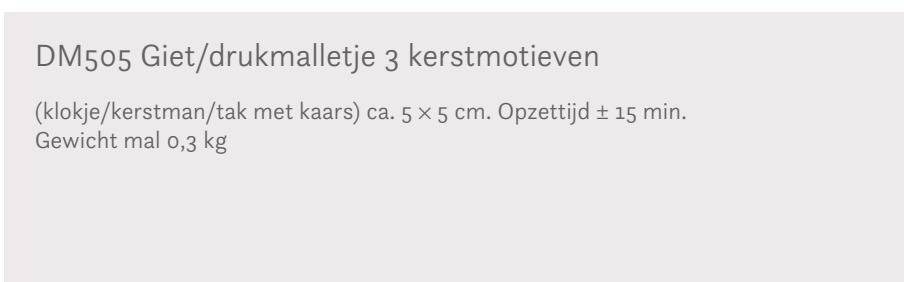 DM505 Giet/drukmalletje 3 kerstmotieven
(klokje/kerstman/tak met kaars) ca. 5 × 5 cm. Opzettijd ± 15 min.
Gewicht mal 0,3 kg